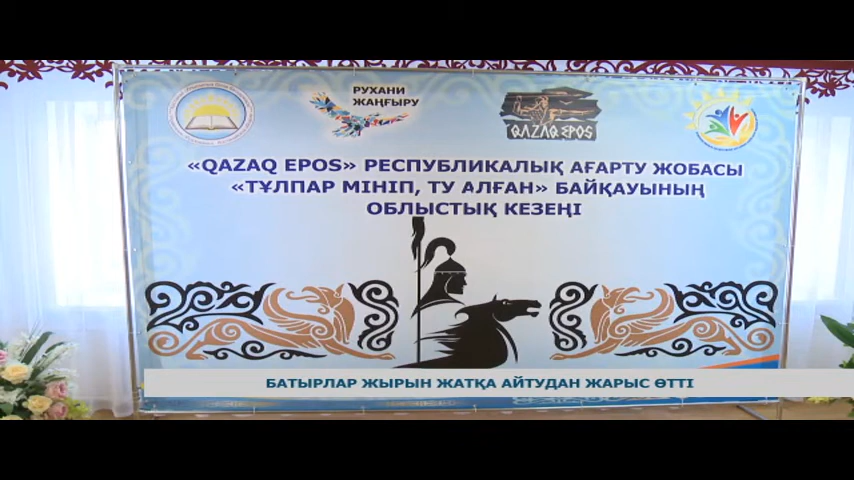 РУХАНИ
ЖАҢҒЫРУ
QAZAQ EPOS
«QAZAQ EPOS» РЕСПУБЛИКАЛЫҚ АҒАРТУ ЖОБАСЫ
«ТҰЛПАР МІНІП, ТУ АЛҒАН» БАЙҚАУЫНЫҢ
ОБЛЫСТЫҚ КЕЗЕҢІ
БАТЫРЛАР ЖЫРЫН ЖАТҚА АЙТУДАН ЖАРЫС ӨТТІ